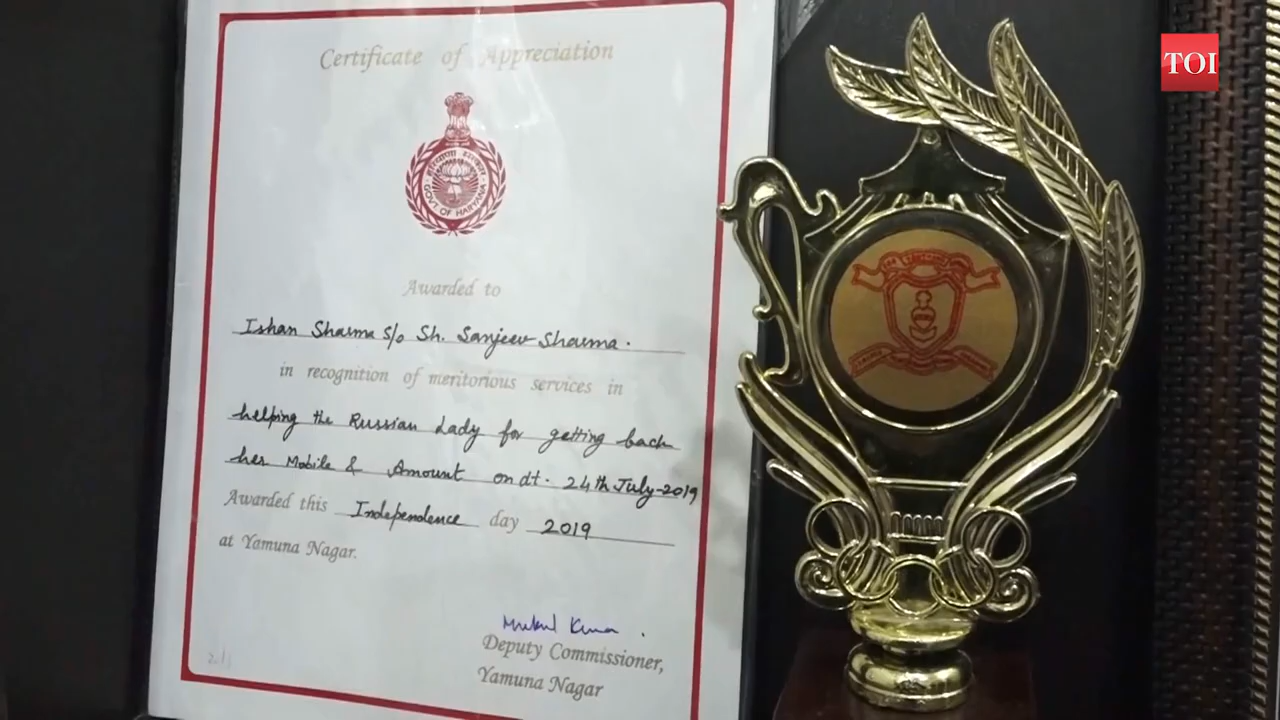 TOI
Certificate of Appreciation
हरियाणा सरकार
GOVT OF HARYANA
Awarded to
Ishan Sharma S/o Sh. Sanjeev Sharma.
in recognition of meritorious services in
helping the Russian Lady for getting back
her Mobile & Amount on dt. 24th July-2019
Awarded this Independence day 2019
at Yamuna Nagar.
Deputy Commissioner,
Yamuna Nagar